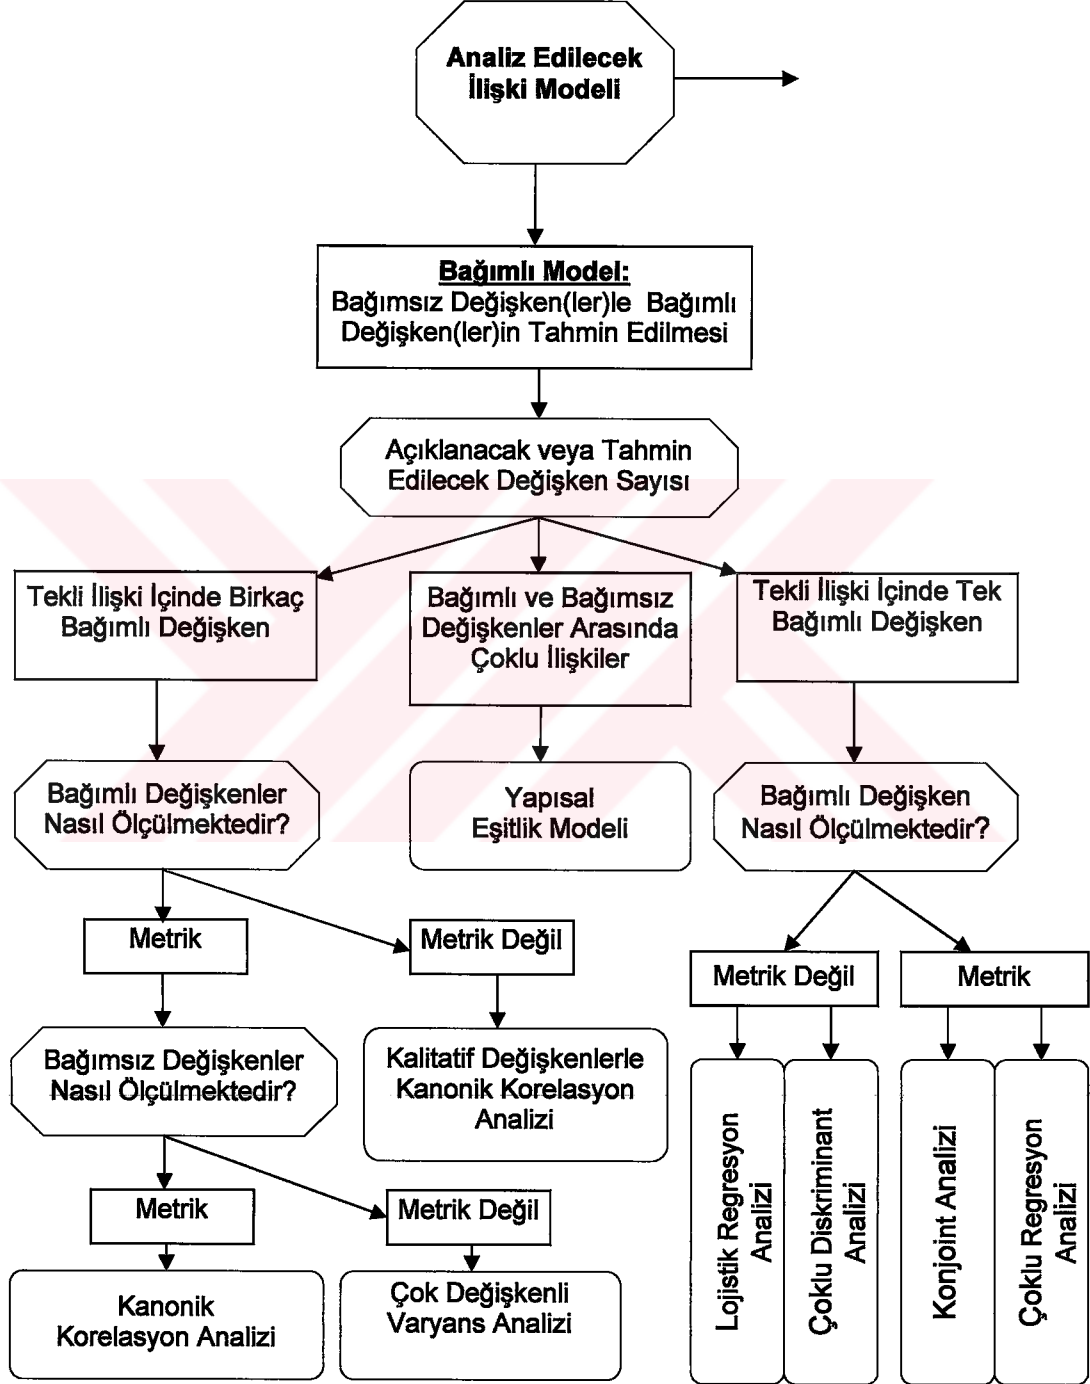 Analiz Edilecek
İlişki Modeli
Bağımlı Model:
Bağımsız Değişken(ler)le Bağımlı
Değişken(ler)in Tahmin Edilmesi
Açıklanacak veya Tahmin
Edilecek Değişken Sayısı
Tekli İlişki İçinde Birkaç
Bağımlı Değişken
Bağımlı ve Bağımsız
Değişkenler Arasında
Çoklu İlişkiler
Tekli İlişki İçinde Tek
Bağımlı Değişken
Bağımlı Değişkenler
Nasıl Ölçülmektedir?
Yapısal
Eşitlik Modeli
Bağımlı Değişken
Nasıl Ölçülmektedir?
Metrik
Metrik Değil
Metrik Değil
Metrik
Bağımsız Değişkenler
Nasıl Ölçülmektedir?
Kalitatif Değişkenlerle
Kanonik Korelasyon
Analizi
Lojistik Regresyon
Analizi
Çoklu Diskriminant
Analizi
Konjoint Analizi
Çoklu Regresyon
Analizi
Metrik
Metrik Değil
Kanonik
Korelasyon Analizi
Çok Değişkenli
Varyans Analizi